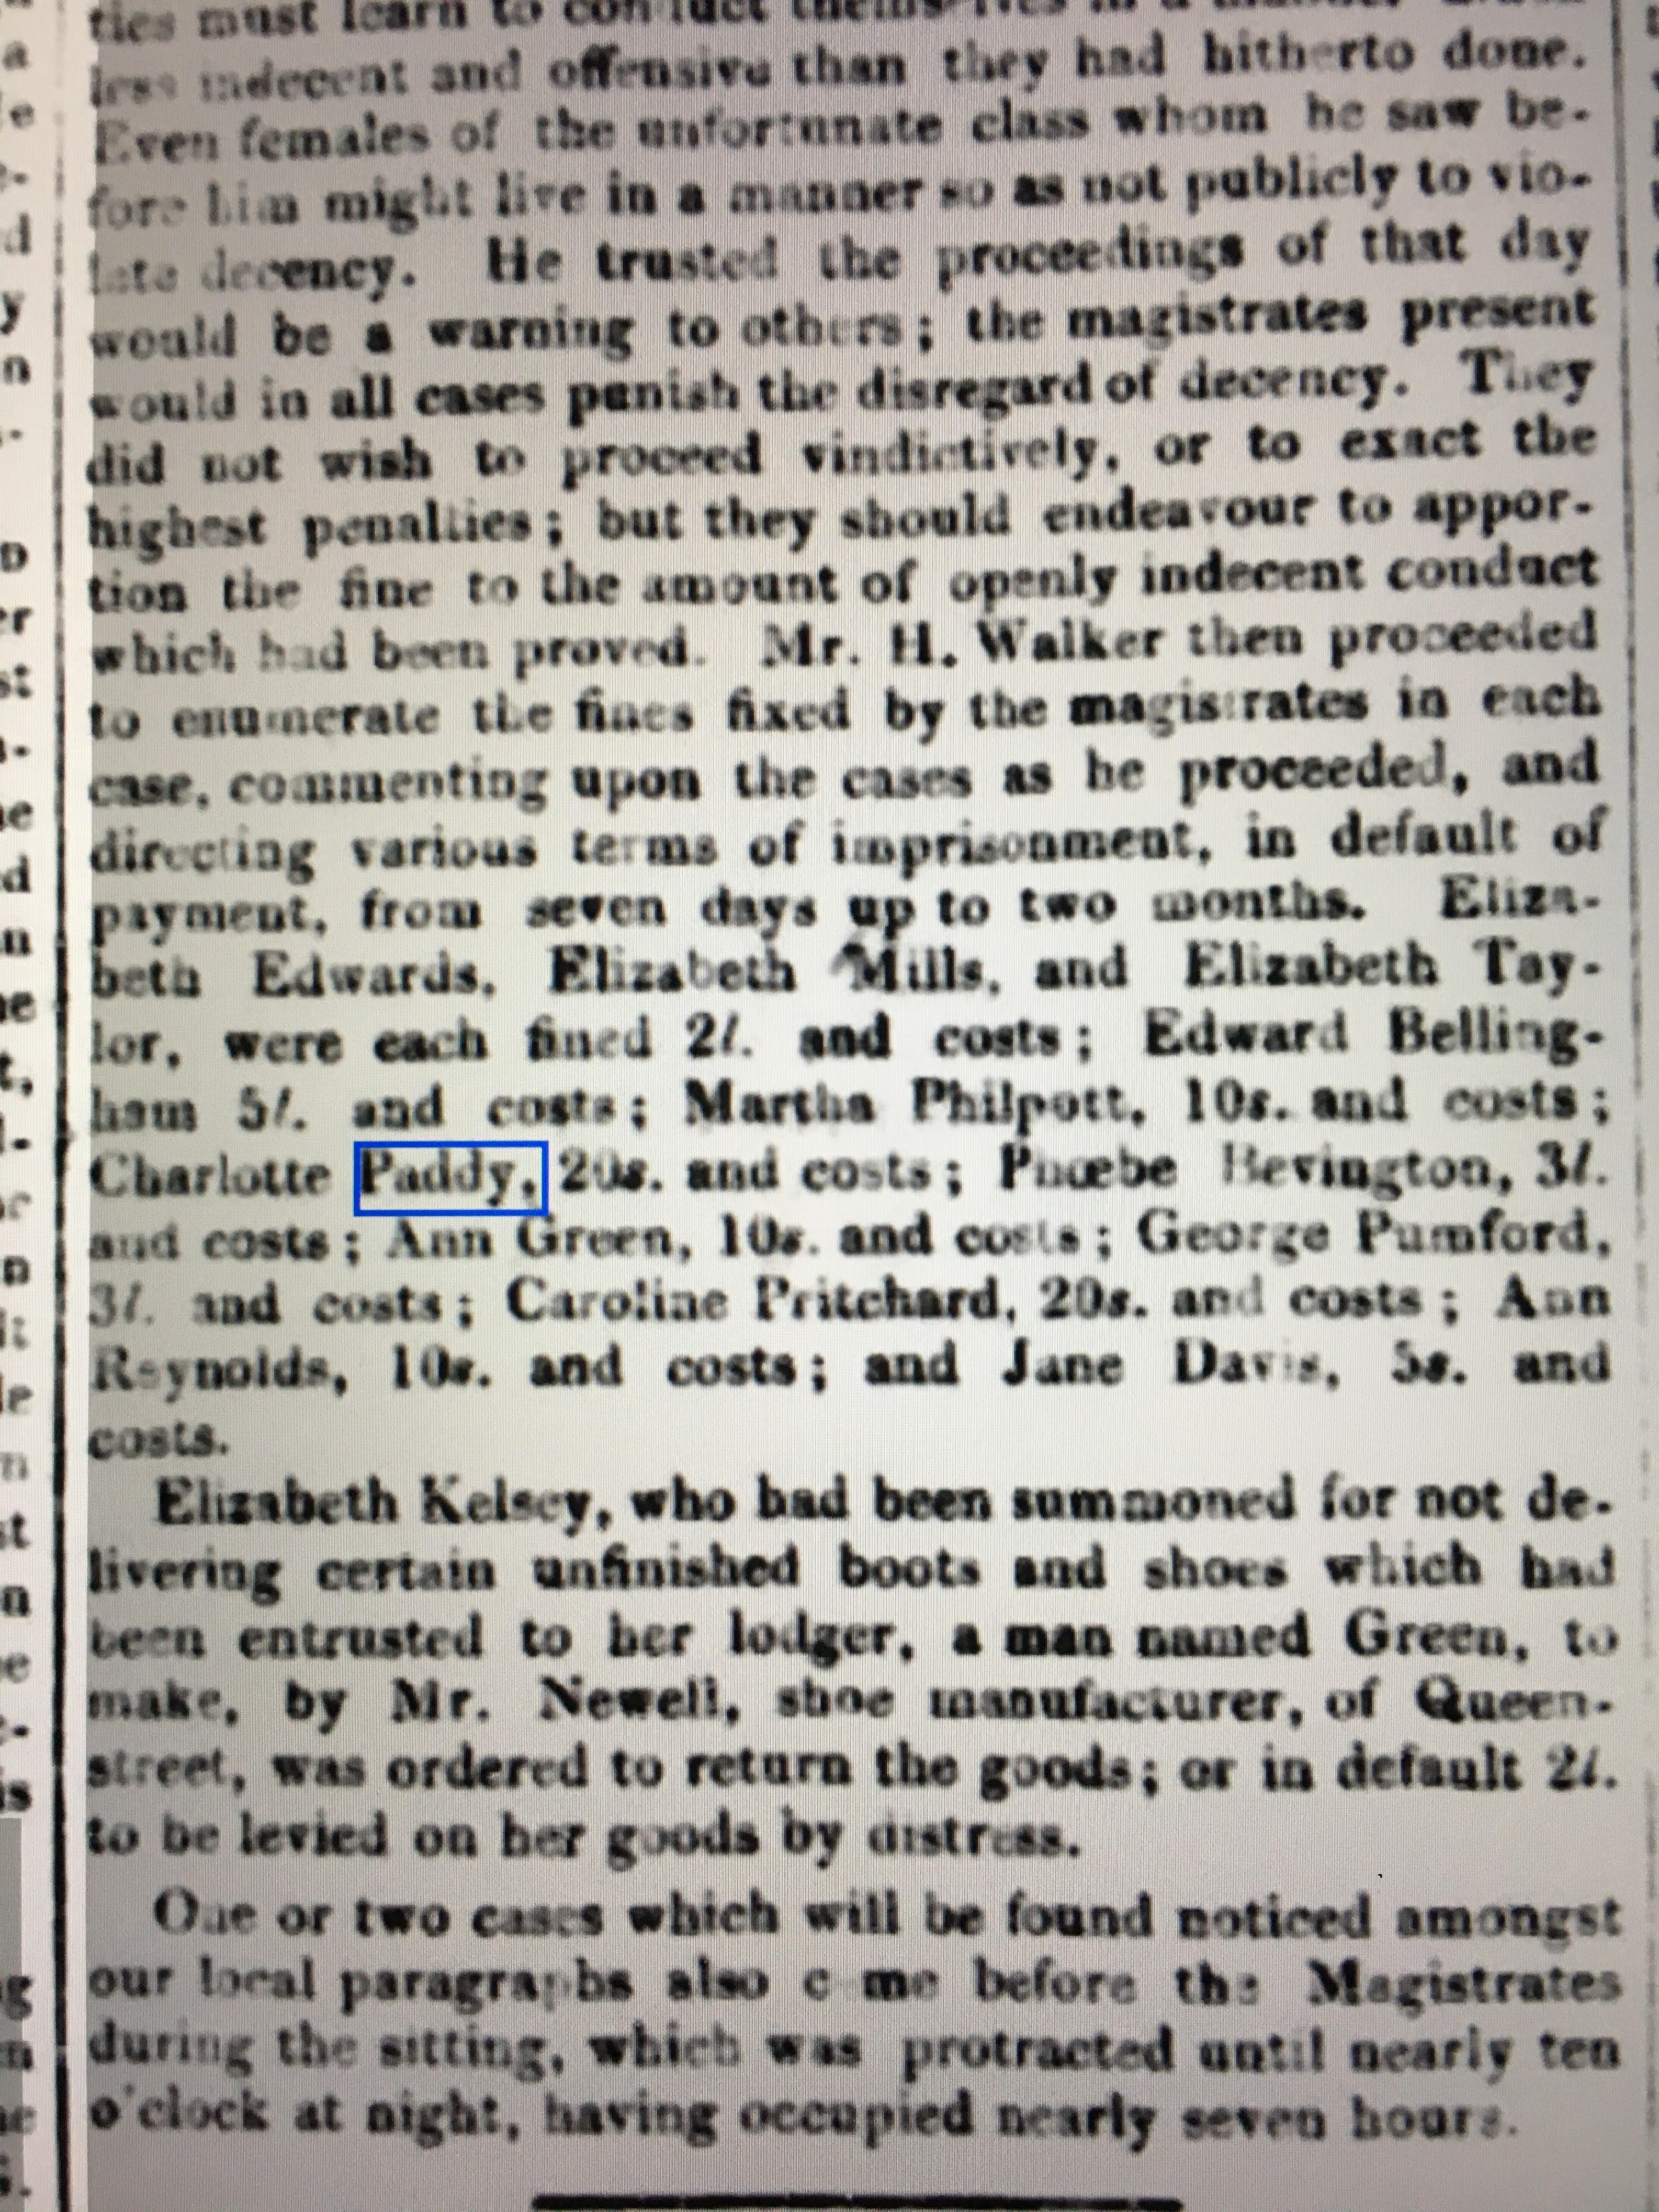 ties must learn to conduct themselves in a manner
less indecent and offensive than they had hitherto done.
Even females of the unfortunate class whom he saw be-
fore him might live in a manner so as not publicly to vio-
late decency. He trusted the proceedings of that day
would be a warning to others; the magistrates present
would in all cases punish the disregard of decency. They
did not wish to proceed vindictively, or to exact the
highest penalties; but they should endeavour to appor-
tion the fine to the amount of openly indecent conduct
which had been proved. Mr. H. Walker then proceeded
to enumerate the fines fixed by the magistrates in each
case, commenting upon the cases as he proceeded, and
directing various terms of imprisonment, in default of
payment, from seven days up to two months. Eliza-
beth Edwards, Elizabeth Mills, and Elizabeth Tay-
lor, were each fined 2l. and costs; Edward Belling-
ham 5l. and costs; Martha Philpott, 10s. and costs;
Charlotte Paddy, 20s. and costs; Phœbe Bevington, 3l.
and costs; Ann Green, 10s. and costs; George Pumford,
3l. and costs; Caroline Pritchard, 20s. and costs; Ann
Reynolds, 10s. and costs; and Jane Davis, 5s. and
costs.
Elizabeth Kelsey, who had been summoned for not de-
livering certain unfinished boots and shoes which had
been entrusted to her lodger, a man named Green, to
make, by Mr. Newell, shoe manufacturer, of Queen-
street, was ordered to return the goods; or in default 2l.
to be levied on her goods by distress.
One or two cases which will be found noticed amongst
our local paragraphs also c me before the Magistrates
during the sitting, which was protracted until nearly ten
o'clock at night, having occupied nearly seven hours.